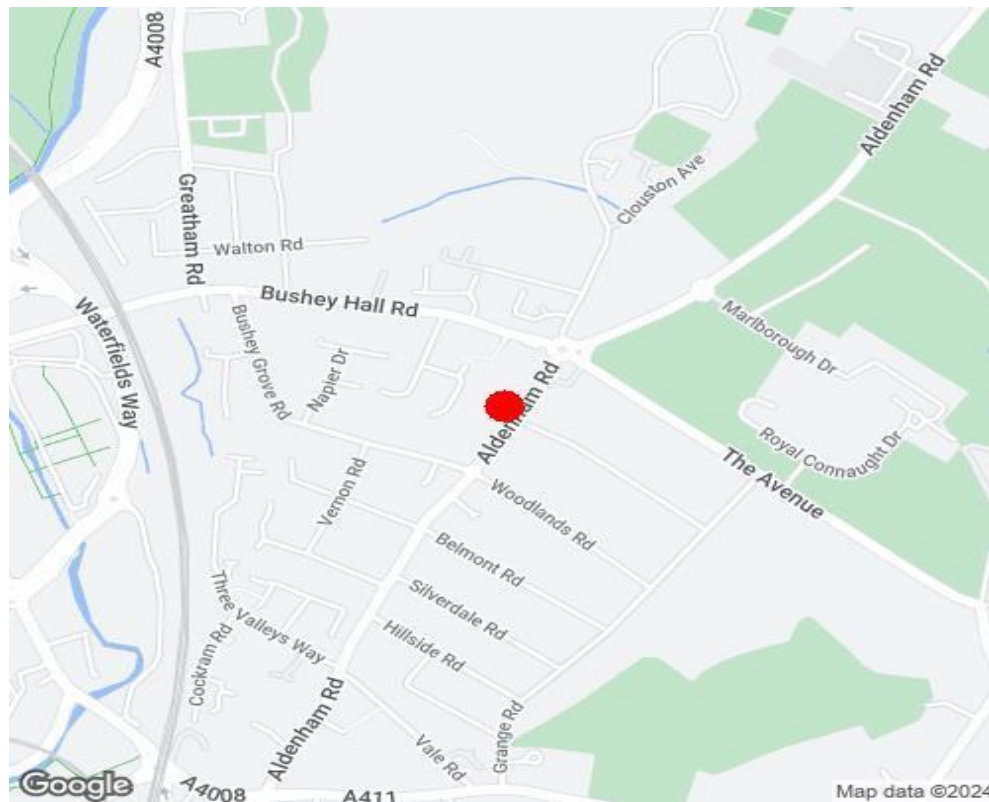 A4008
Aldenham Rd
Greatham Rd
Clouston Ave
Walton Rd
Bushey Hall Rd
Waterfields Way
Bushey Grove Rd
Napier Dr
Marlborough Dr
Aldenham Rd
Royal Connaught Dr
The Avenue
Vernon Rd
Woodlands Rd
Belmont Rd
Silverdale Rd
Three Valleys Way
Hillside Rd
Cockram Rd
Aldenham Rd
Grange Rd
Vale Rd
Google
A4008
A411
Map data ©2024